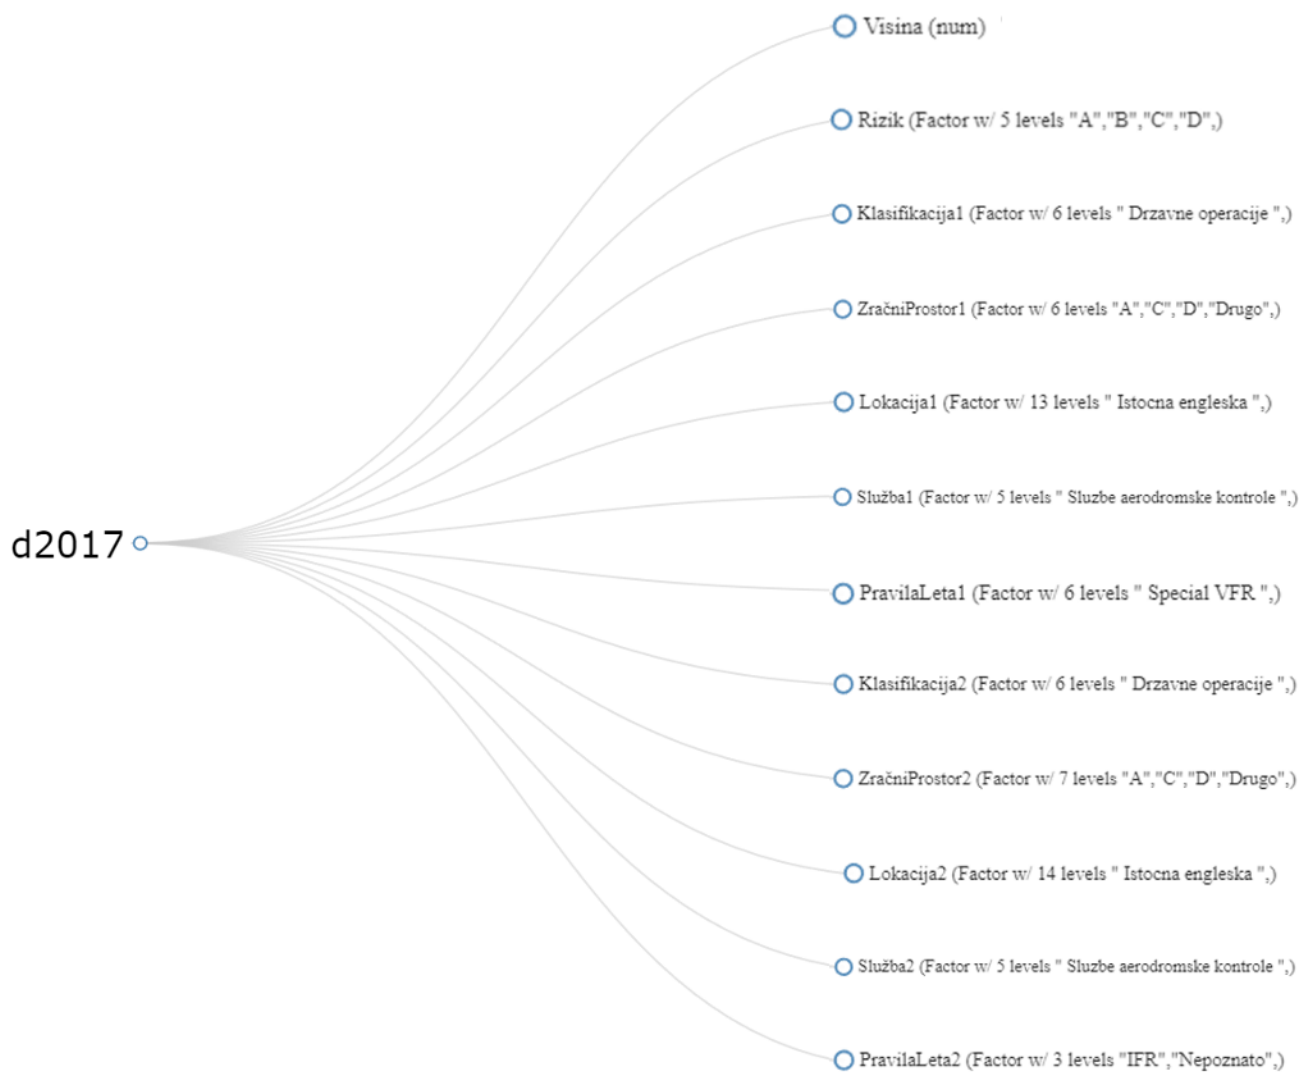 Visina (num)
Rizik (Factor w/ 5 levels "A","B","C","D",)
Klasifikacija1 (Factor w/ 6 levels " Drzavne operacije ",)
ZračniProstor1 (Factor w/ 6 levels "A","C","D","Drugo",)
Lokacija1 (Factor w/ 13 levels " Istocna engleska ",)
Služba1 (Factor w/ 5 levels " Sluzbe aerodromske kontrole ",)
d2017
PravilaLeta1 (Factor w/ 6 levels " Special VFR ",)
Klasifikacija2 (Factor w/ 6 levels " Drzavne operacije ",)
ZračniProstor2 (Factor w/ 7 levels "A","C","D","Drugo",)
Lokacija2 (Factor w/ 14 levels " Istocna engleska ",)
Služba2 (Factor w/ 5 levels " Sluzbe aerodromske kontrole ",)
PravilaLeta2 (Factor w/ 3 levels "IFR","Nepoznato",)